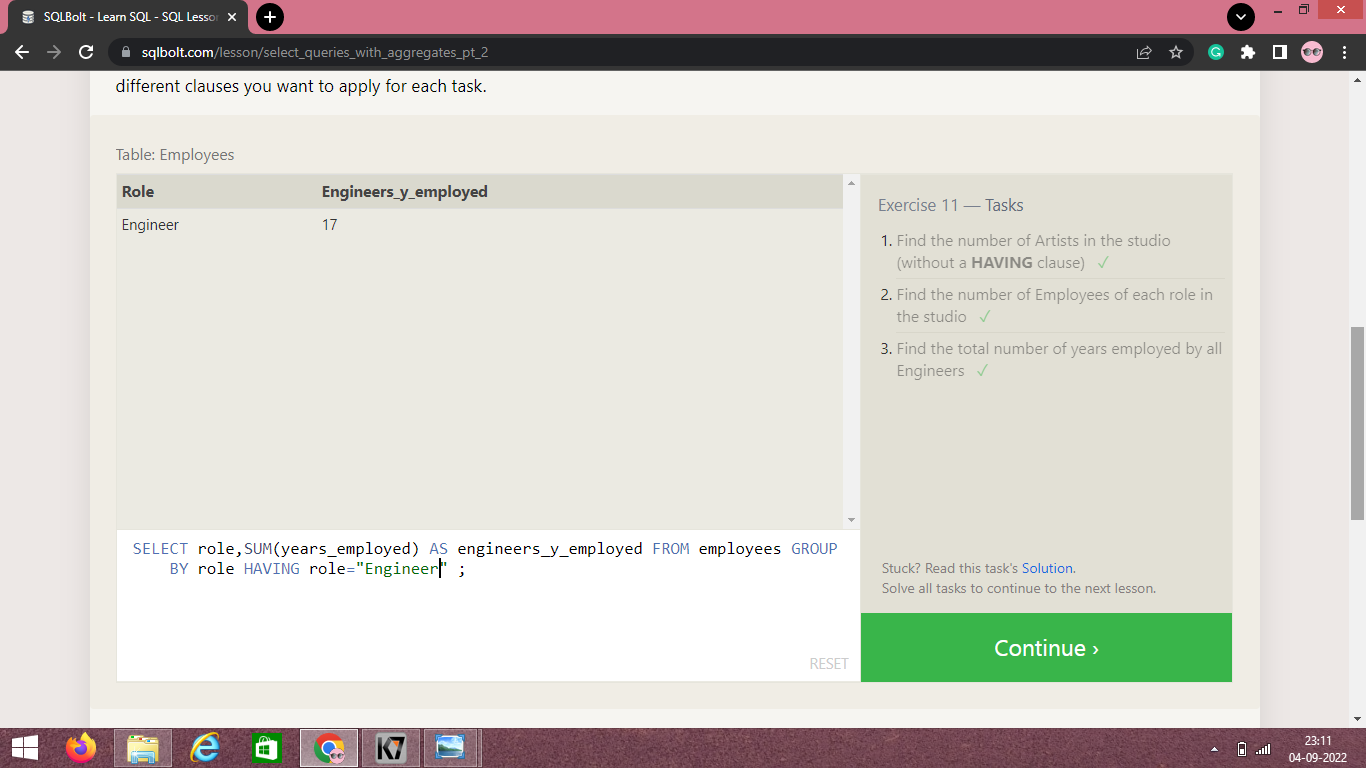 SQLBolt - Learn SQL - SQL Lesso
sqlbolt.com/lesson/select_queries_with_aggregates_pt_2
different clauses you want to apply for each task.
Table: Employees
Role Engineers_y_employed
Engineer 17
Exercise 11 — Tasks
1. Find the number of Artists in the studio
(without a HAVING clause) ✓
2. Find the number of Employees of each role in
the studio ✓
3. Find the total number of years employed by all
Engineers ✓
SELECT role,SUM(years_employed) AS engineers_y_employed FROM employees GROUP
BY role HAVING role="Engineer" ;
RESET
Stuck? Read this task's Solution.
Solve all tasks to continue to the next lesson.
Continue ›
K7
23:11
04-09-2022